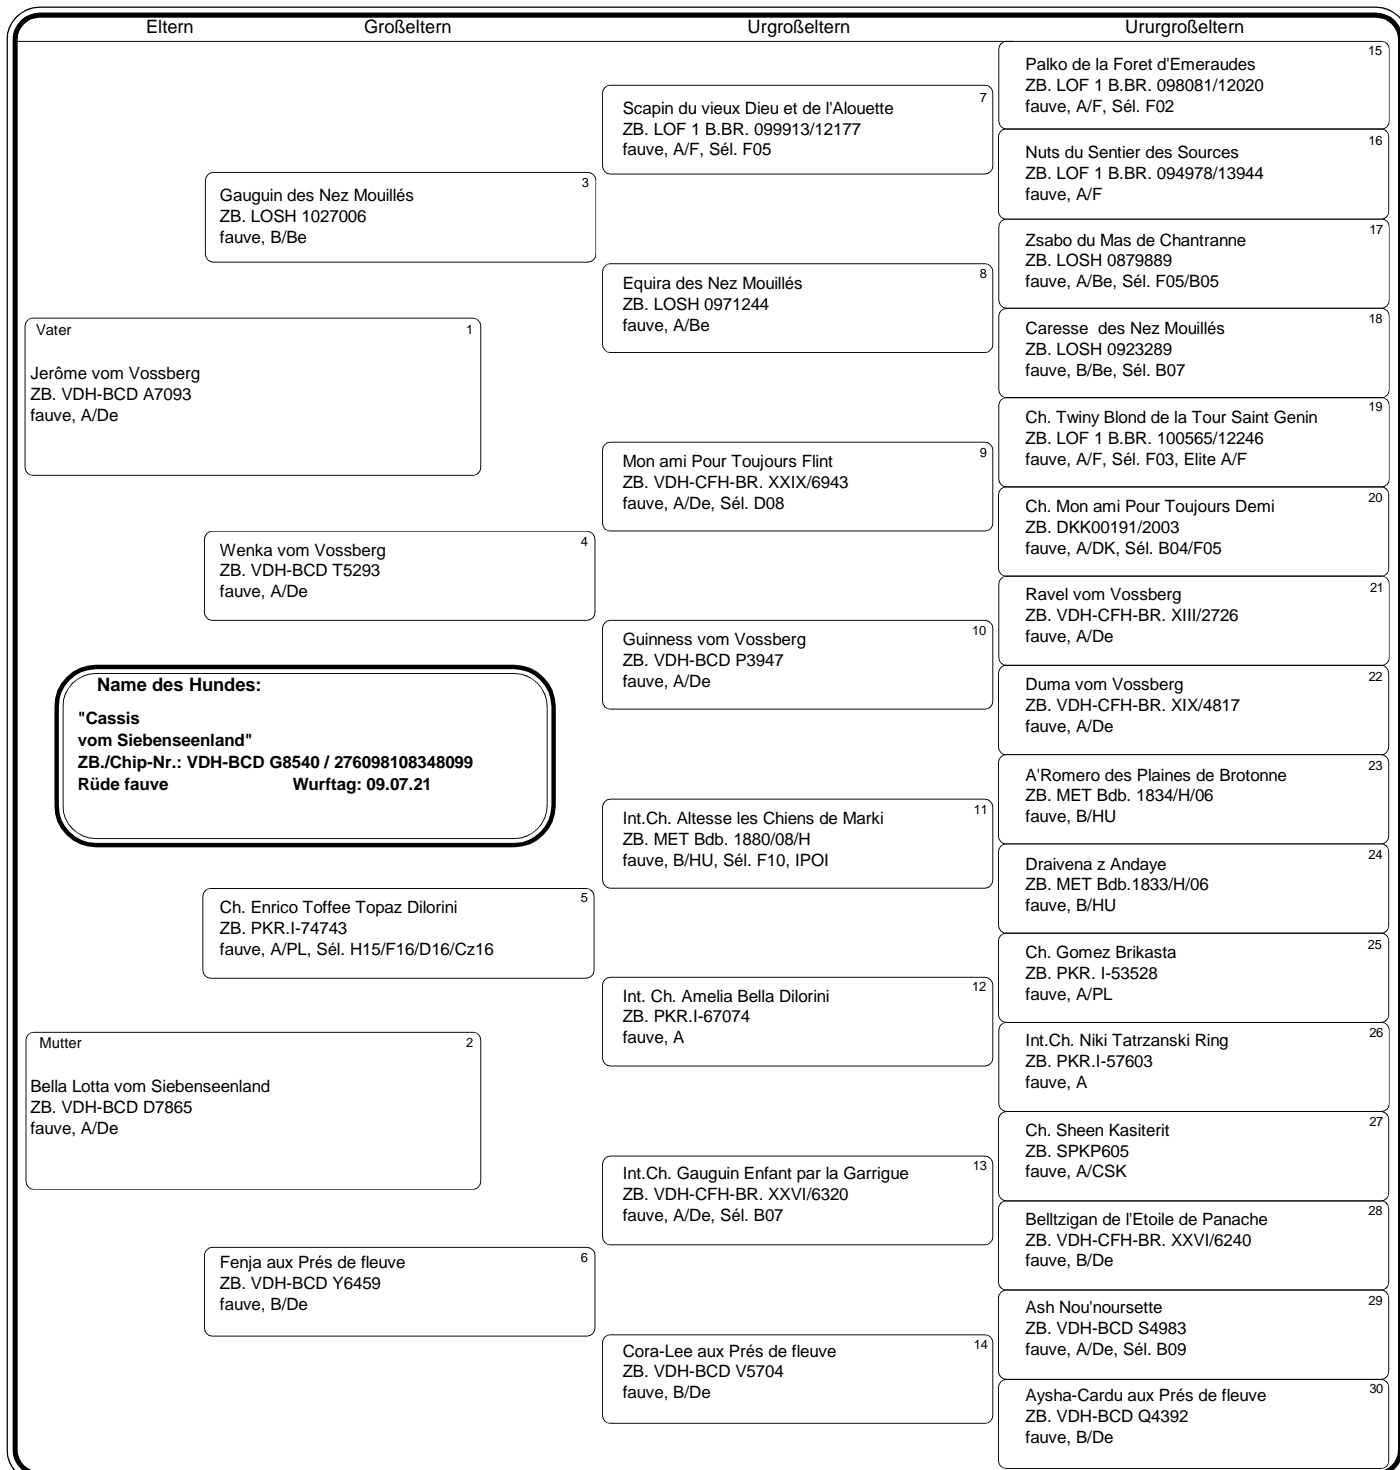 Eltern Großeltern Urgroßeltern Ururgroßeltern
Vater 1
Jerôme vom Vossberg
ZB. VDH-BCD A7093
fauve, A/De
Mutter 2
Bella Lotta vom Siebenseenland
ZB. VDH-BCD D7865
fauve, A/De
Name des Hundes:
"Cassis
vom Siebenseenland"
ZB./Chip-Nr.: VDH-BCD G8540 / 276098108348099
Rüde fauve Wurftag: 09.07.21
3
Gauguin des Nez Mouillés
ZB. LOSH 1027006
fauve, B/Be
4
Wenka vom Vossberg
ZB. VDH-BCD T5293
fauve, A/De
5
Ch. Enrico Toffee Topaz Dilorini
ZB. PKR.I-74743
fauve, A/PL, Sél. H15/F16/D16/Cz16
6
Fenja aux Prés de fleuve
ZB. VDH-BCD Y6459
fauve, B/De
7
Scapin du vieux Dieu et de l'Alouette
ZB. LOF 1 B.BR. 099913/12177
fauve, A/F, Sél. F05
8
Equira des Nez Mouillés
ZB. LOSH 0971244
fauve, A/Be
9
Mon ami Pour Toujours Flint
ZB. VDH-CFH-BR. XXIX/6943
fauve, A/De, Sél. D08
10
Guinness vom Vossberg
ZB. VDH-BCD P3947
fauve, A/De
11
Int.Ch. Altesse les Chiens de Marki
ZB. MET Bdb. 1880/08/H
fauve, B/HU, Sél. F10, IPOI
12
Int. Ch. Amelia Bella Dilorini
ZB. PKR.I-67074
fauve, A
13
Int.Ch. Gauguin Enfant par la Garrigue
ZB. VDH-CFH-BR. XXVI/6320
fauve, A/De, Sél. B07
14
Cora-Lee aux Prés de fleuve
ZB. VDH-BCD V5704
fauve, B/De
15
Palko de la Foret d'Emeraudes
ZB. LOF 1 B.BR. 098081/12020
fauve, A/F, Sél. F02
16
Nuts du Sentier des Sources
ZB. LOF 1 B.BR. 094978/13944
fauve, A/F
17
Zsabo du Mas de Chantranne
ZB. LOSH 0879889
fauve, A/Be, Sél. F05/B05
18
Caresse des Nez Mouillés
ZB. LOSH 0923289
fauve, B/Be, Sél. B07
19
Ch. Twiny Blond de la Tour Saint Genin
ZB. LOF 1 B.BR. 100565/12246
fauve, A/F, Sél. F03, Elite A/F
20
Ch. Mon ami Pour Toujours Demi
ZB. DKK00191/2003
fauve, A/DK, Sél. B04/F05
21
Ravel vom Vossberg
ZB. VDH-CFH-BR. XIII/2726
fauve, A/De
22
Duma vom Vossberg
ZB. VDH-CFH-BR. XIX/4817
fauve, A/De
23
A'Romero des Plaines de Brotonne
ZB. MET Bdb. 1834/H/06
fauve, B/HU
24
Draivena z Andaye
ZB. MET Bdb.1833/H/06
fauve, B/HU
25
Ch. Gomez Brikasta
ZB. PKR. I-53528
fauve, A/PL
26
Int.Ch. Niki Tatrzanski Ring
ZB. PKR.I-57603
fauve, A
27
Ch. Sheen Kasiterit
ZB. SPKP605
fauve, A/CSK
28
Belltzigan de l'Etoile de Panache
ZB. VDH-CFH-BR. XXVI/6240
fauve, B/De
29
Ash Nou'noursette
ZB. VDH-BCD S4983
fauve, A/De, Sél. B09
30
Aysha-Cardu aux Prés de fleuve
ZB. VDH-BCD Q4392
fauve, B/De